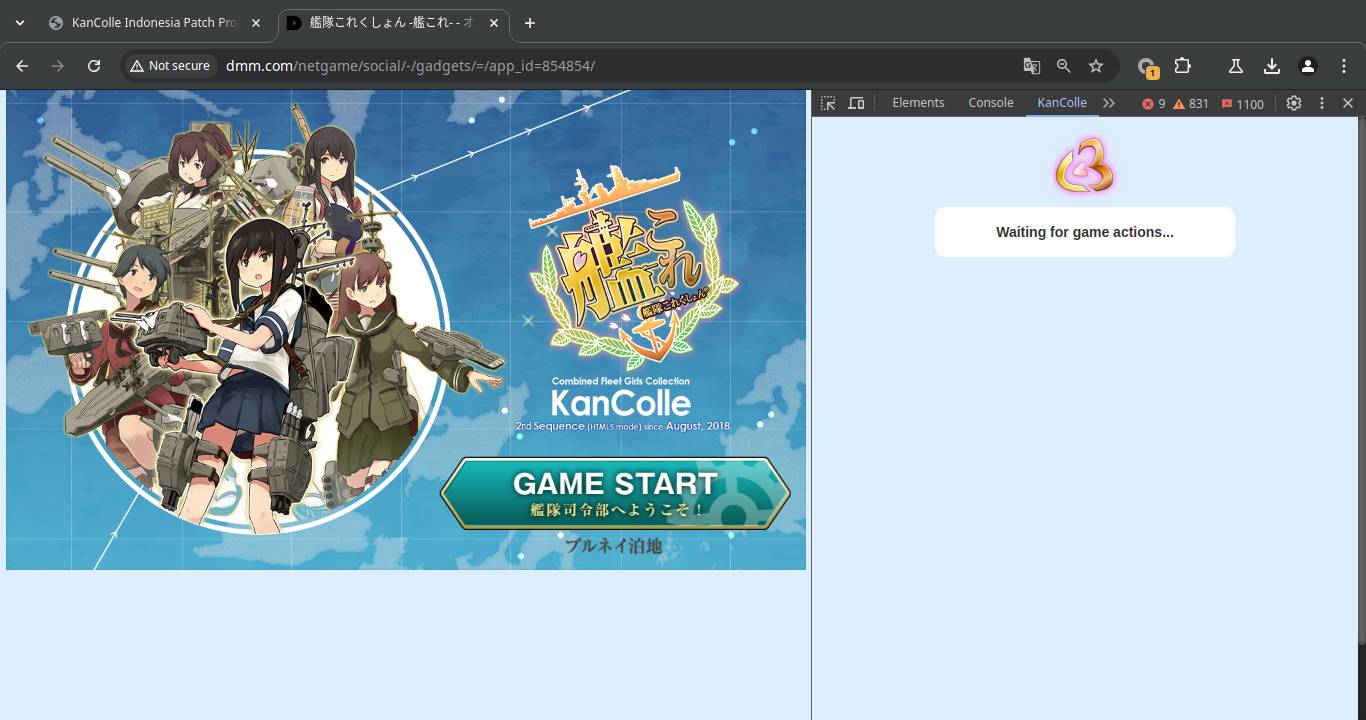 KanColle Indonesia Patch Pro
艦隊これくしょん -艦これ- - オ
Not secure
dmm.com/netgame/social/-/gadgets/=/app_id=854854/
1
Elements
Console
KanColle
9
831
1100
艦これ
艦隊これくしょん
Combined Fleet Girls Collection
KanColle
2nd Sequence (HTML5 mode) since August, 2018
GAME START
艦隊司令部へようこそ!
ブルネイ泊地
Waiting for game actions...